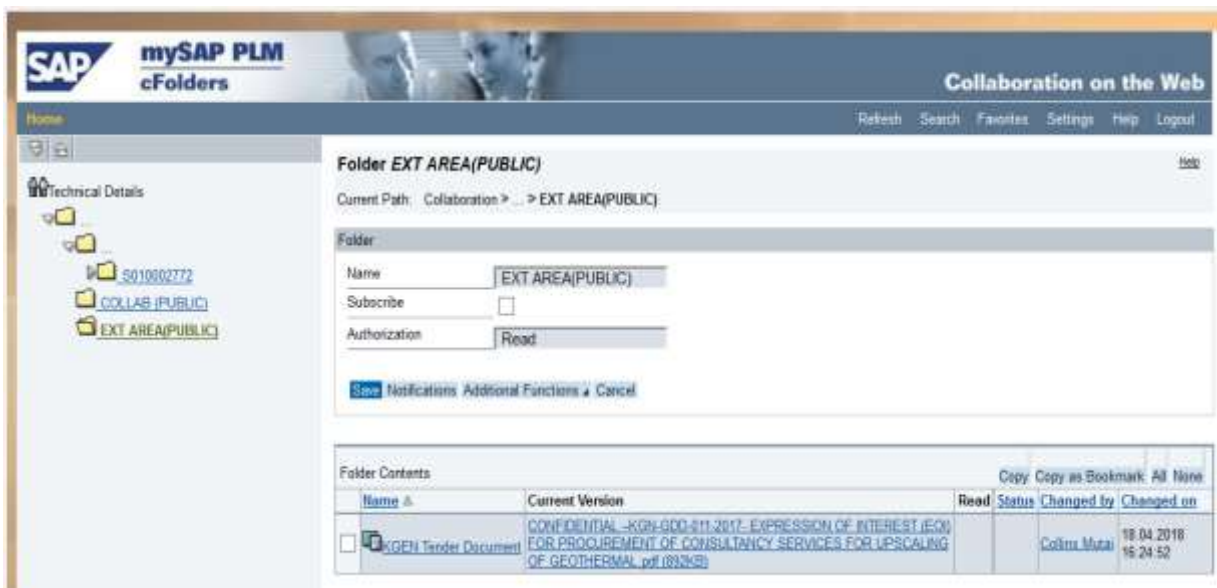 SAP
mySAP PLM
cFolders
Collaboration on the Web
Home
Refresh Search Favorites Settings Help Logout
Technical Details
...
...
S010002772
COLLAB (PUBLIC)
EXT AREA(PUBLIC)
Folder EXT AREA(PUBLIC)
Help
Current Path: Collaboration > ... > EXT AREA(PUBLIC)
Folder
Name EXT AREA(PUBLIC)
Subscribe
Authorization Read
Save Notifications Additional Functions Cancel
Folder Contents
Copy Copy as Bookmark All None
Name Current Version Read Status Changed by Changed on
KGEN Tender Document
CONFIDENTIAL –KGN-GDD-011-2017- EXPRESSION OF INTEREST (EOI)
FOR PROCUREMENT OF CONSULTANCY SERVICES FOR UPSCALING
OF GEOTHERMAL.pdf (892KB)
Collins Mutai
18.04.2018
16:24:52